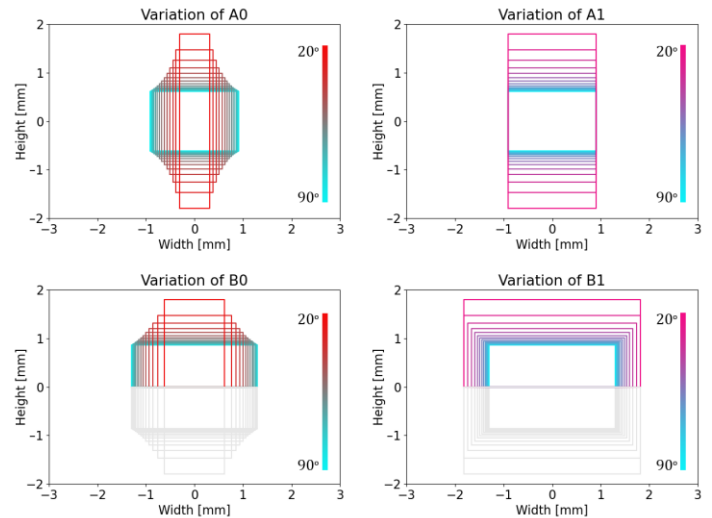 Variation of A0
2
1
0
−1
−2
Height [mm]
20°
90°
−3 −2 −1 0 1 2 3
Width [mm]
Variation of A1
2
1
0
−1
−2
Height [mm]
20°
90°
−3 −2 −1 0 1 2 3
Width [mm]
Variation of B0
2
1
0
−1
−2
Height [mm]
20°
90°
−3 −2 −1 0 1 2 3
Width [mm]
Variation of B1
2
1
0
−1
−2
Height [mm]
20°
90°
−3 −2 −1 0 1 2 3
Width [mm]